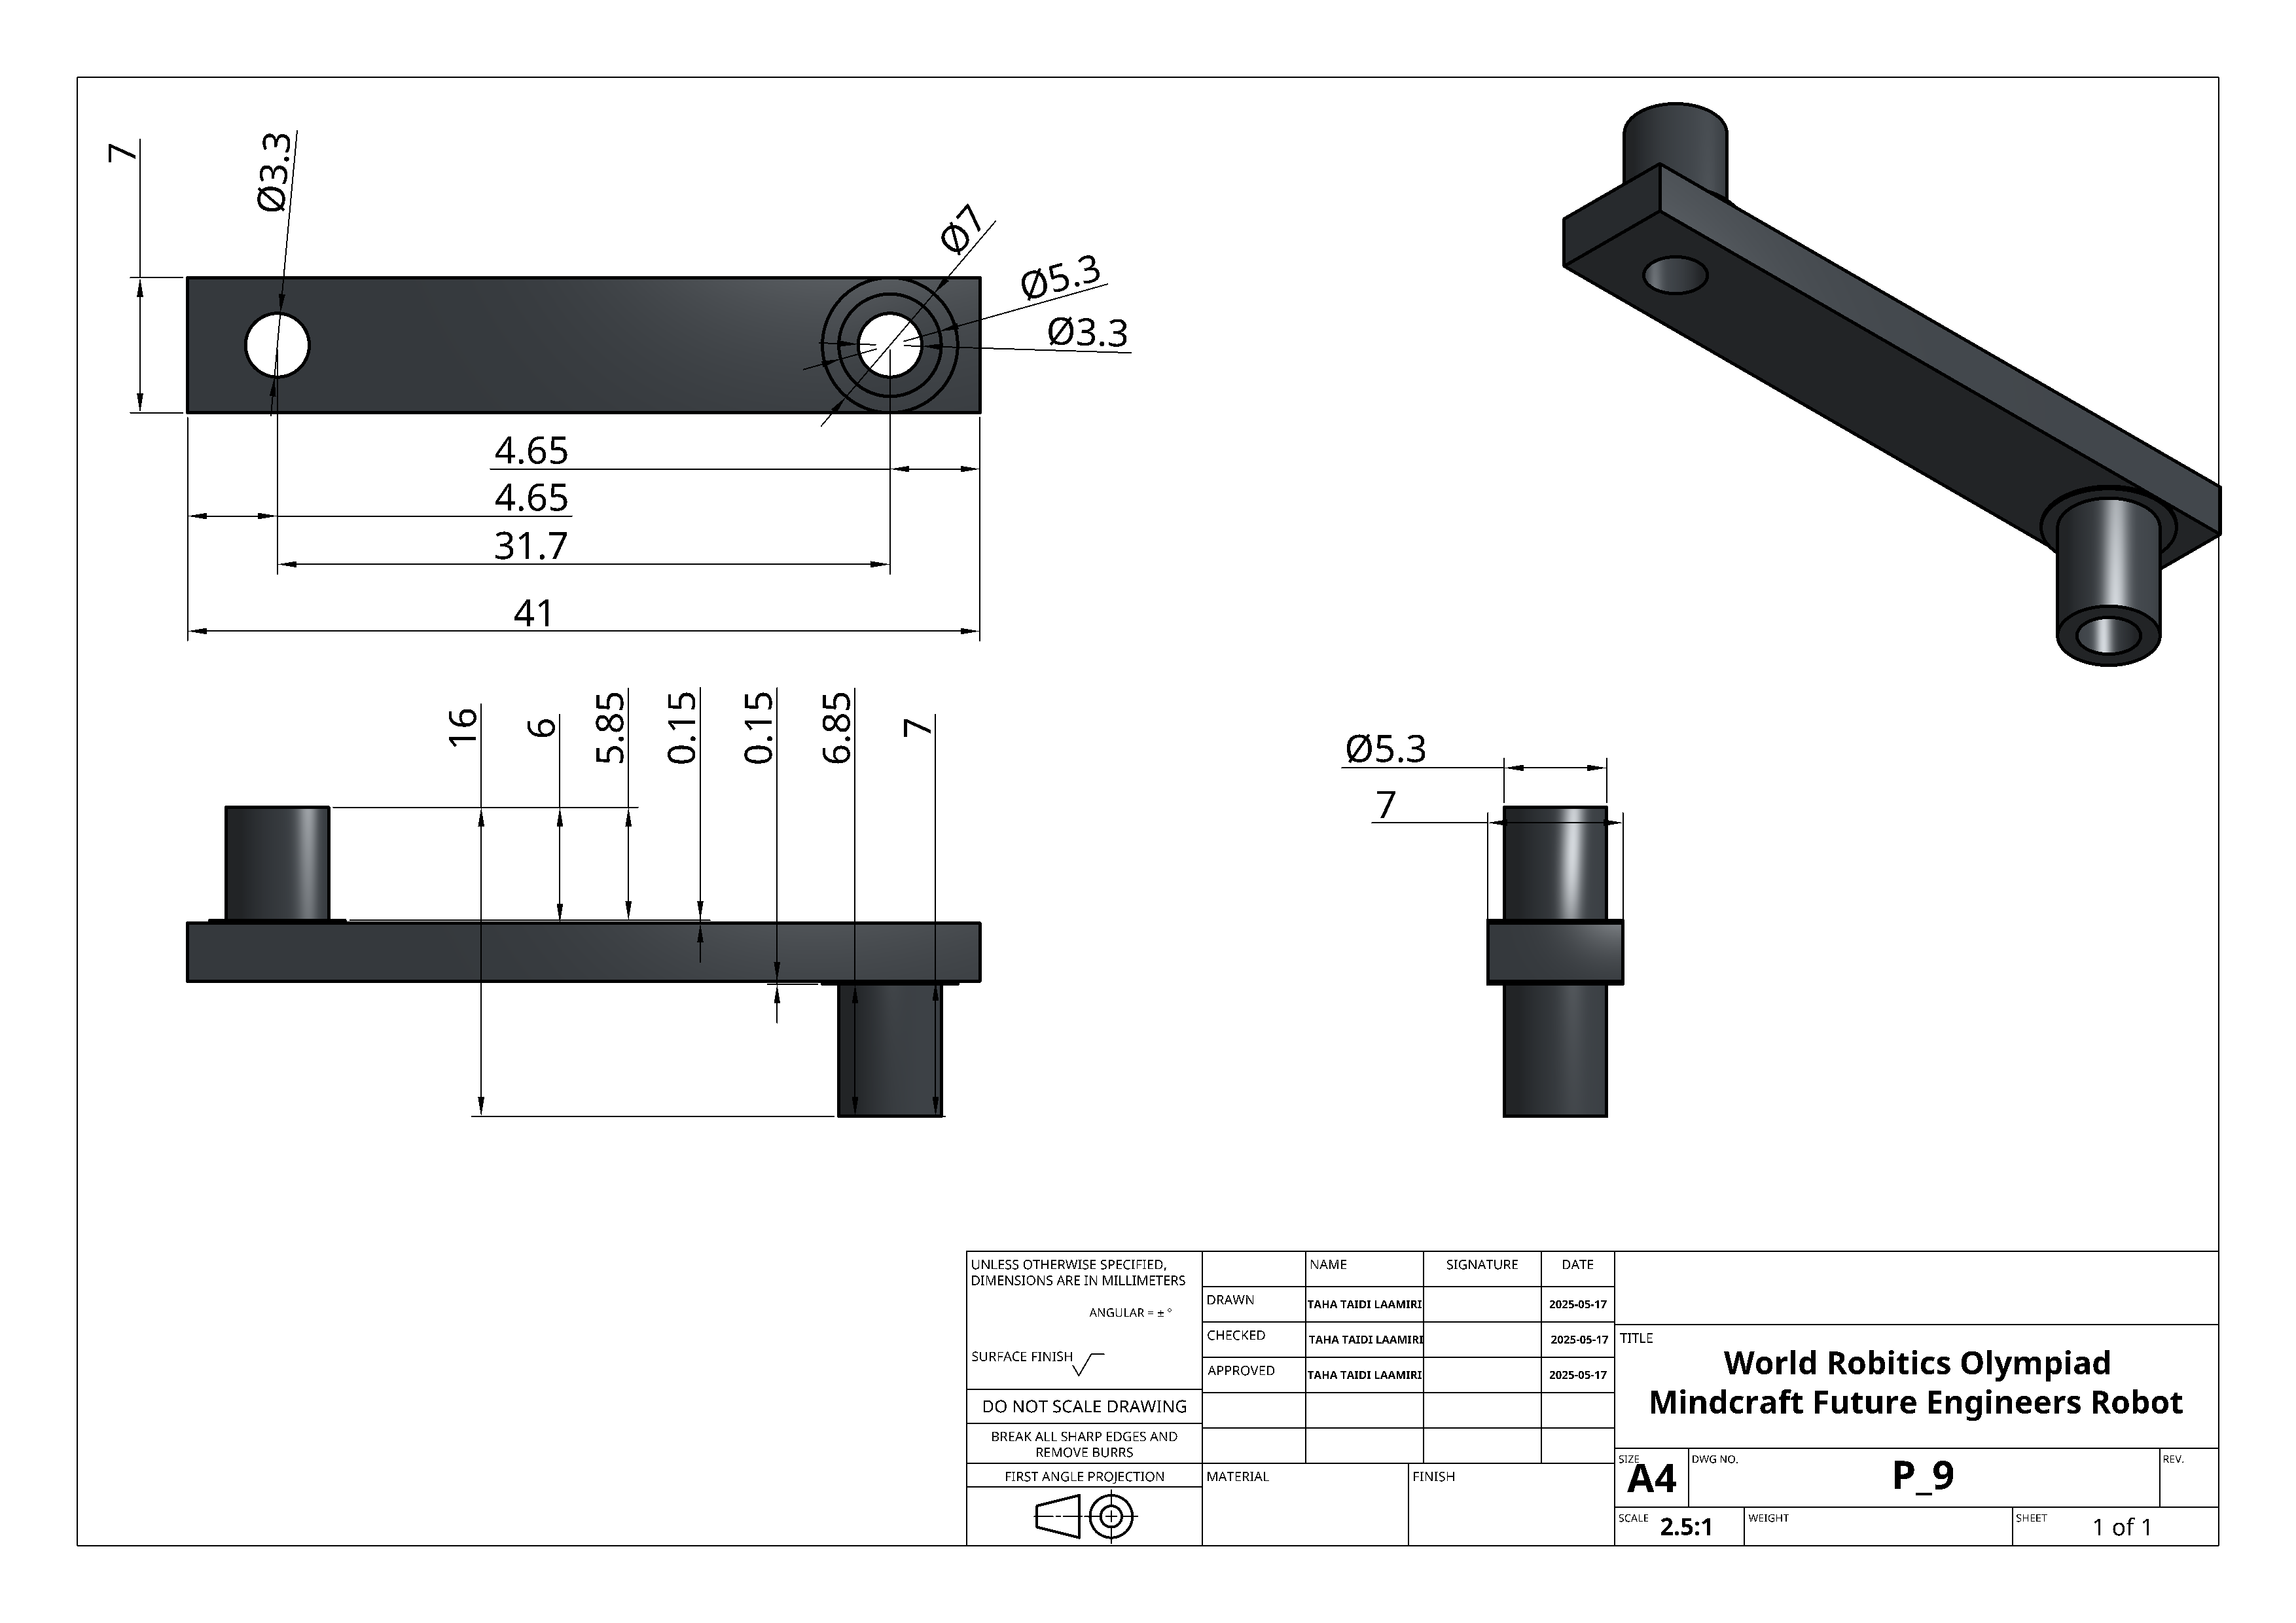 7
Ø3.3
Ø7
Ø5.3
Ø3.3
4.65
4.65
31.7
41
16
6
5.85
0.15
0.15
6.85
7
Ø5.3
7
UNLESS OTHERWISE SPECIFIED,
DIMENSIONS ARE IN MILLIMETERS
ANGULAR = ± °
SURFACE FINISH
DO NOT SCALE DRAWING
BREAK ALL SHARP EDGES AND
REMOVE BURRS
FIRST ANGLE PROJECTION
NAME SIGNATURE DATE
DRAWN TAHA TAIDI LAAMIRI 2025-05-17
CHECKED TAHA TAIDI LAAMIRI 2025-05-17
APPROVED TAHA TAIDI LAAMIRI 2025-05-17
MATERIAL FINISH
TITLE
World Robitics Olympiad
Mindcraft Future Engineers Robot
SIZE A4 DWG NO. P_9 REV.
SCALE 2.5:1 WEIGHT SHEET 1 of 1